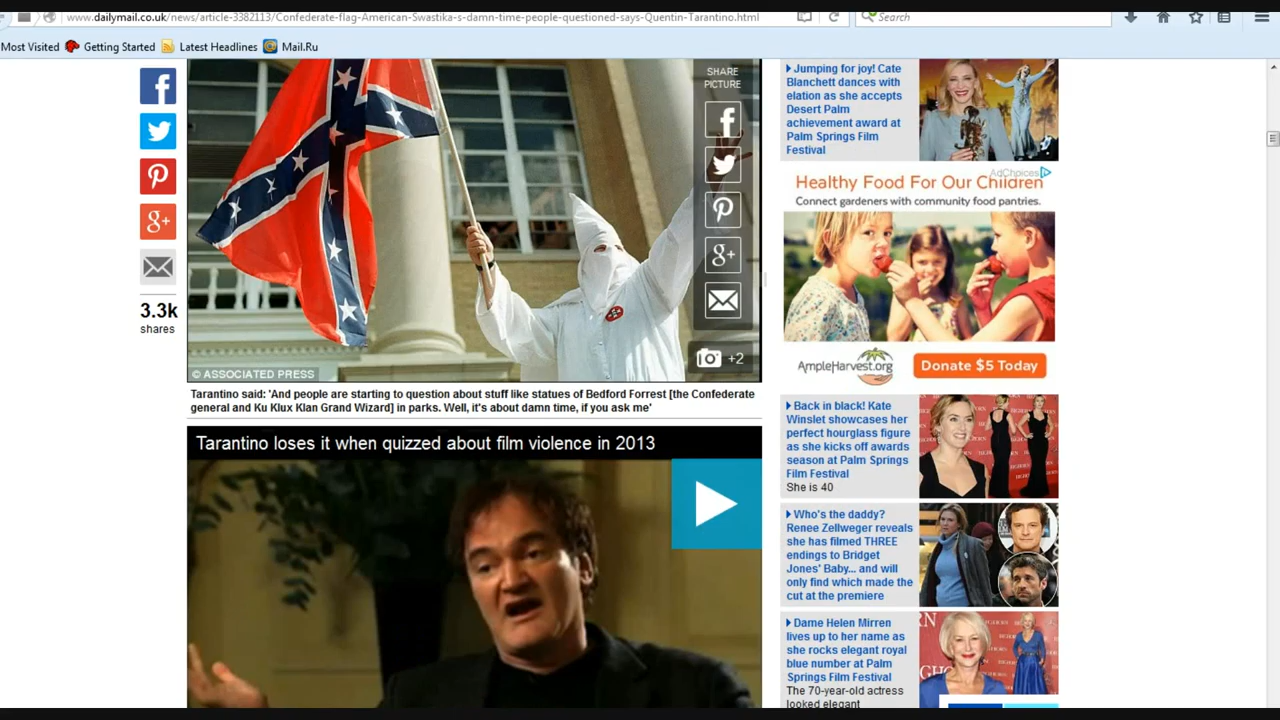 www.dailymail.co.uk/news/article-3382113/Confederate-flag-American-Swastika-s-damn-time-people-questioned-says-Quentin-Tarantino.html
Search
Most Visited
Getting Started
Latest Headlines
Mail.Ru
3.3k
shares
SHARE
PICTURE
+2
© ASSOCIATED PRESS
Tarantino said: 'And people are starting to question about stuff like statues of Bedford Forrest [the Confederate
general and Ku Klux Klan Grand Wizard] in parks. Well, it's about damn time, if you ask me'
Tarantino loses it when quizzed about film violence in 2013
Jumping for joy! Cate
Blanchett dances with
elation as she accepts
Desert Palm
achievement award at
Palm Springs Film
Festival
AdChoices
Healthy Food For Our Children
Connect gardeners with community food pantries.
AmpleHarvest.org
Donate $5 Today
Back in black! Kate
Winslet showcases her
perfect hourglass figure
as she kicks off awards
season at Palm Springs
Film Festival
She is 40
Who's the daddy?
Renee Zellweger reveals
she has filmed THREE
endings to Bridget
Jones' Baby... and will
only find which made the
cut at the premiere
Dame Helen Mirren
lives up to her name as
she rocks elegant royal
blue number at Palm
Springs Film Festival
The 70-year-old actress
looked elegant